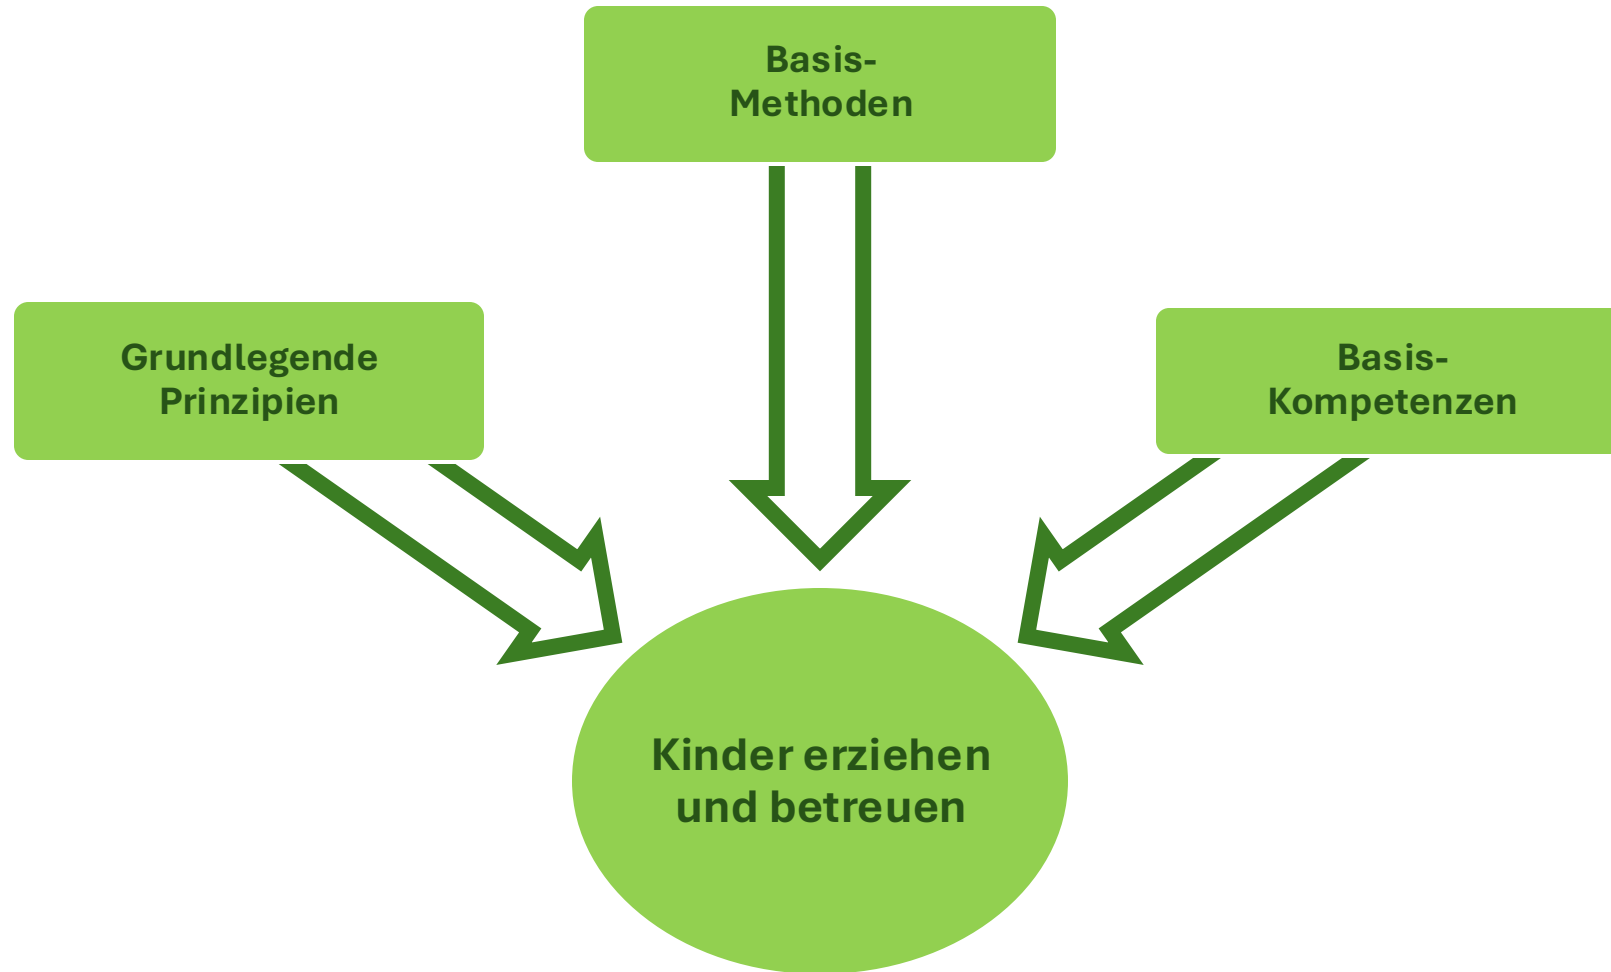 Basis-
Methoden
Grundlegende
Prinzipien
Basis-
Kompetenzen
Kinder erziehen
und betreuen